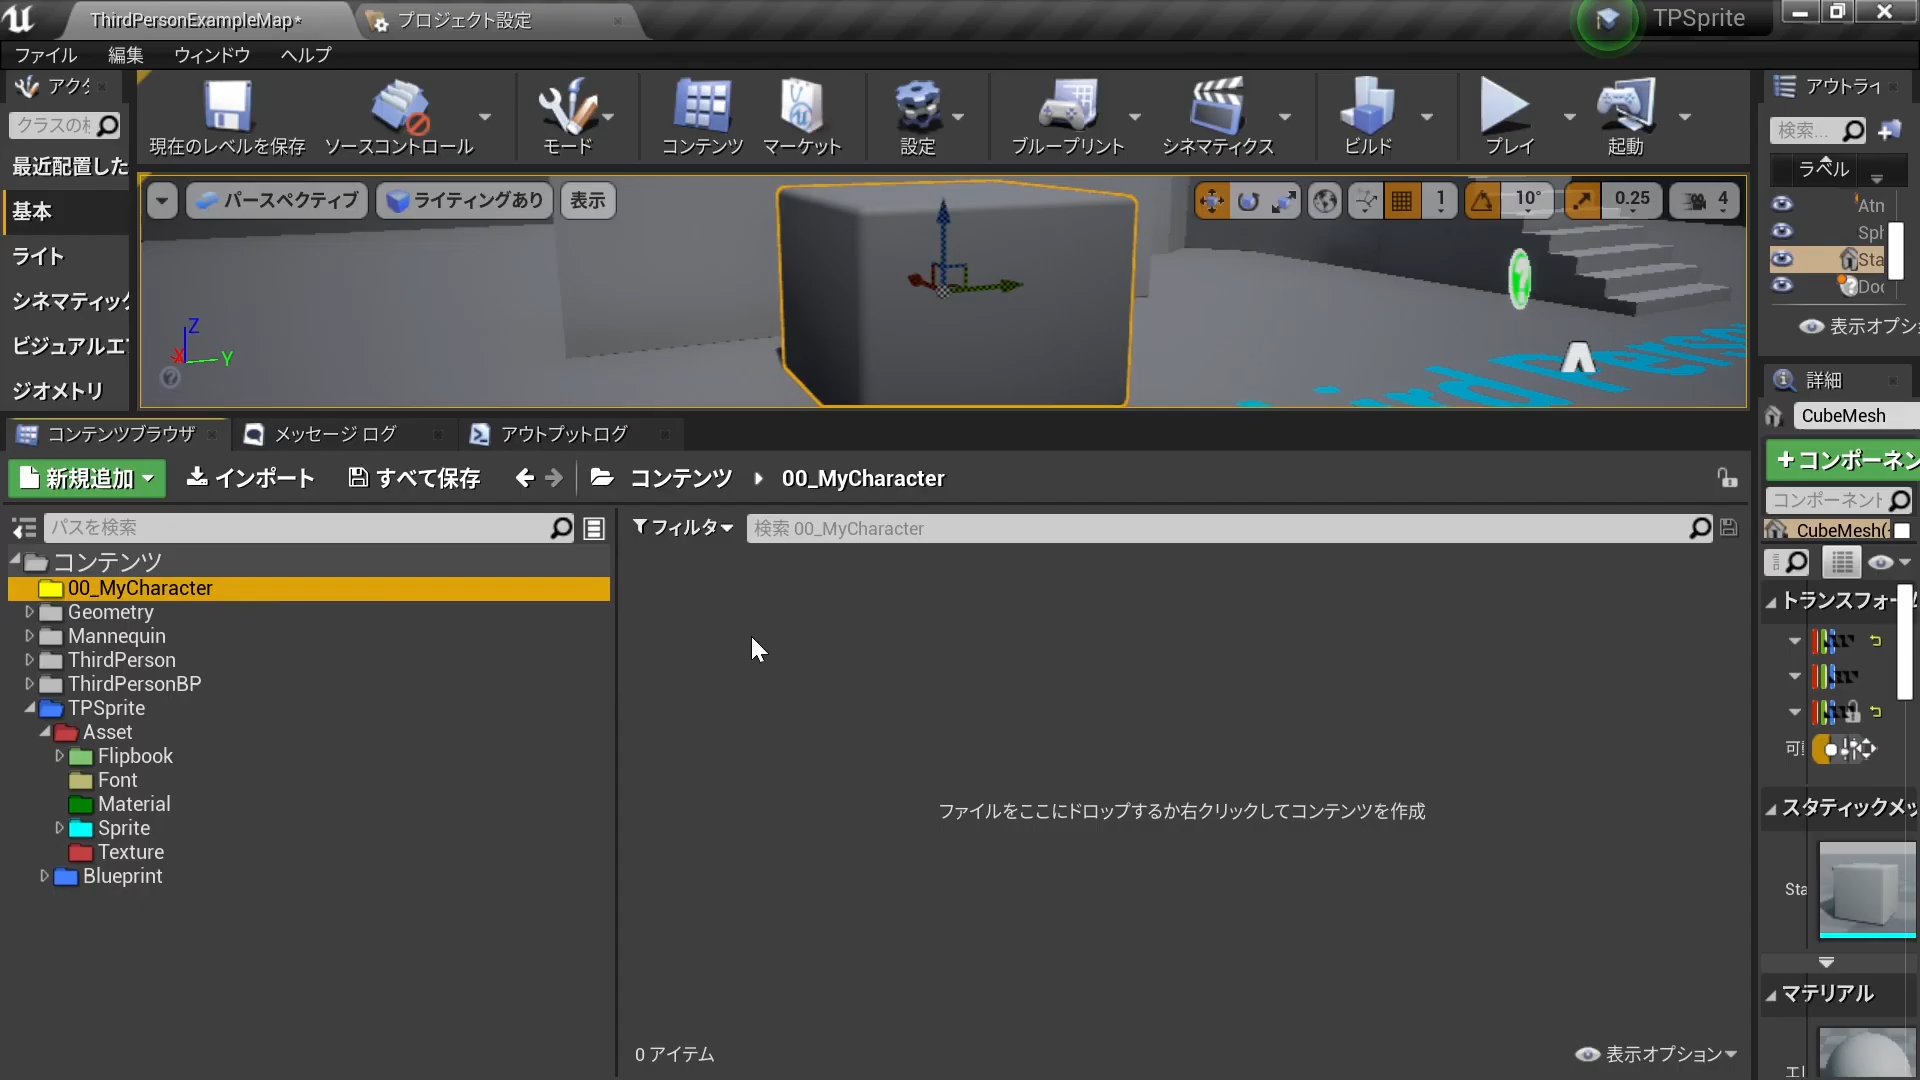 ThirdPersonExampleMap*
プロジェクト設定
TPSprite
ファイル 編集 ウィンドウ ヘルプ
アクタ
クラスの検
最近配置した
基本
ライト
シネマティック
ビジュアルエフ
ジオメトリ
現在のレベルを保存 ソースコントロール モード コンテンツ マーケット 設定 ブループリント シネマティクス ビルド プレイ 起動
パースペクティブ ライティングあり 表示
1 10° 0.25 4
Z
X Y
アウトライ
検索...
ラベル
Atn
Sph
Sta
Doc
表示オプシ
詳細
CubeMesh
+コンポーネン
コンポーネント
CubeMesh(
トランスフォーム
可
スタティックメッ
Sta
マテリアル
エ
コンテンツブラウザ メッセージ ログ アウトプットログ
新規追加 インポート すべて保存 コンテンツ 00_MyCharacter
パスを検索
フィルタ 検索 00_MyCharacter
コンテンツ
00_MyCharacter
Geometry
Mannequin
ThirdPerson
ThirdPersonBP
TPSprite
Asset
Flipbook
Font
Material
Sprite
Texture
Blueprint
ファイルをここにドロップするか右クリックしてコンテンツを作成
0 アイテム
表示オプション